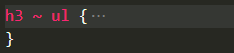 h3 ~ ul {···
}